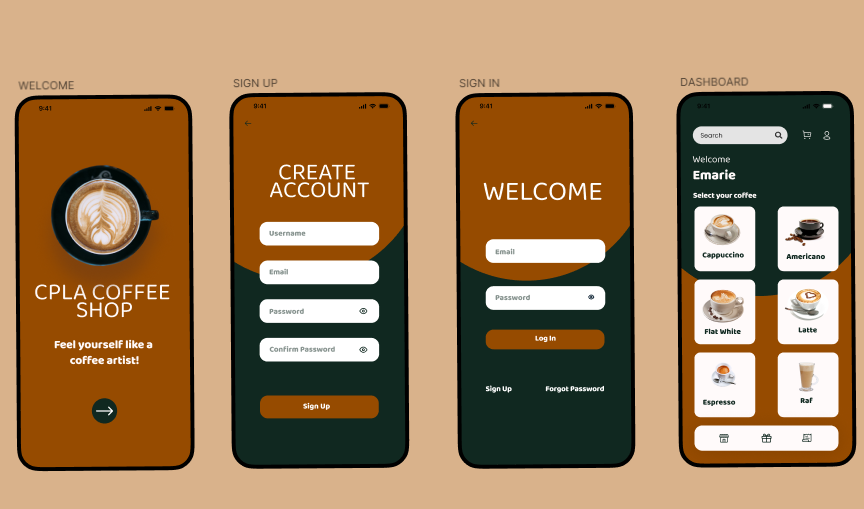 WELCOME
9:41
CPLA COFFEE
SHOP
Feel yourself like a
coffee artist!
SIGN UP
9:41
CREATE
ACCOUNT
Username
Email
Password
Confirm Password
Sign Up
SIGN IN
9:41
WELCOME
Email
Password
Log In
Sign Up
Forgot Password
DASHBOARD
9:41
Search
Welcome
Emarie
Select your coffee
Cappuccino
Americano
Flat White
Latte
Espresso
Raf